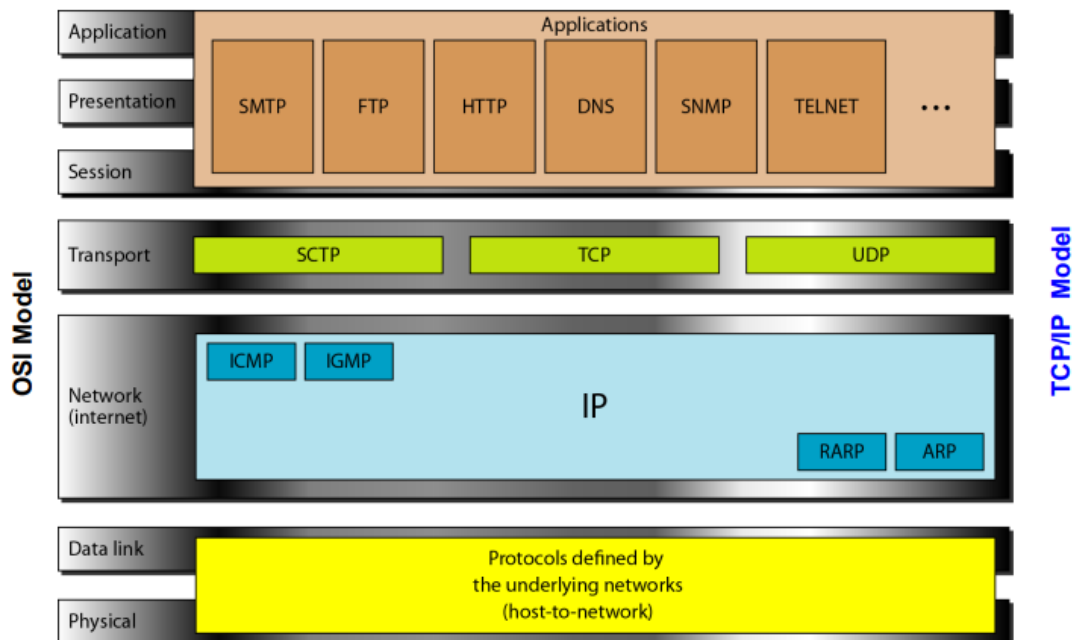 Application
Applications
Presentation
SMTP
FTP
HTTP
DNS
SNMP
TELNET
...
Session
Transport
SCTP
TCP
UDP
OSI Model
TCP/IP Model
Network
(internet)
ICMP
IGMP
IP
RARP
ARP
Data link
Physical
Protocols defined by
the underlying networks
(host-to-network)